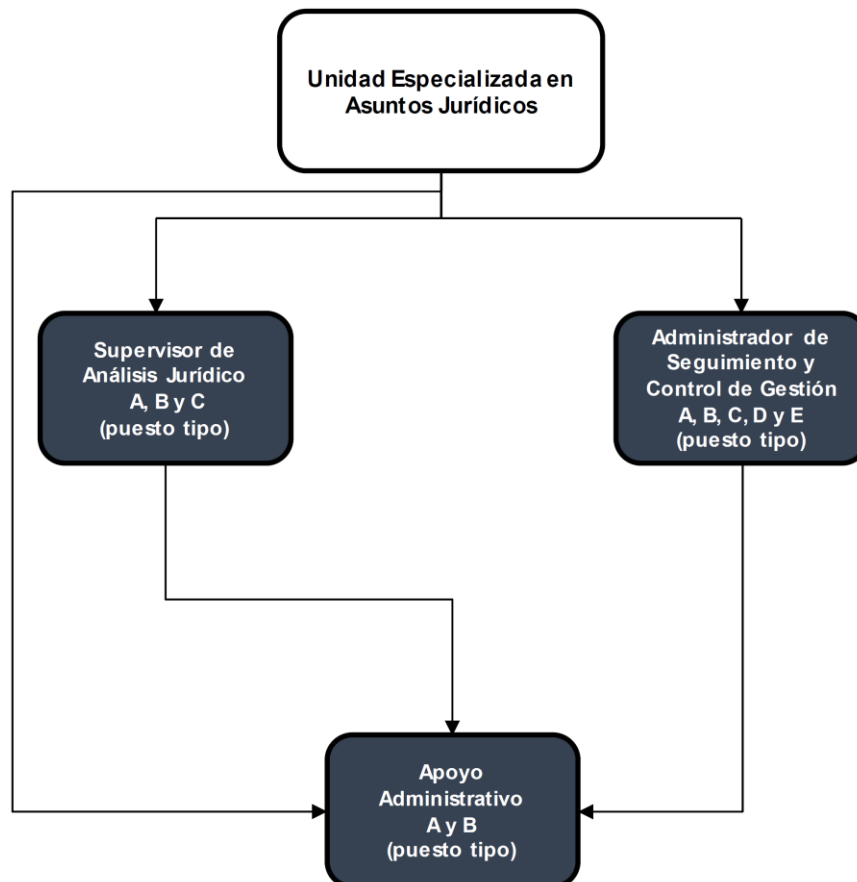 Unidad Especializada en
Asuntos Jurídicos
Supervisor de
Análisis Jurídico
A, B y C
(puesto tipo)
Administrador de
Seguimiento y
Control de Gestión
A, B, C, D y E
(puesto tipo)
Apoyo
Administrativo
A y B
(puesto tipo)